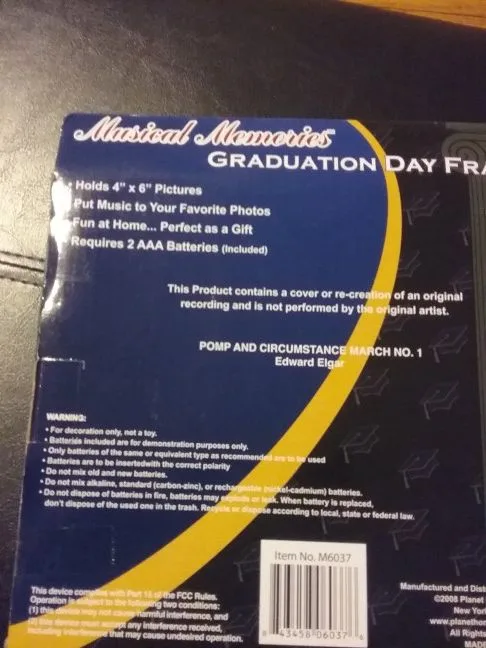 Musical Memories
GRADUATION DAY FRA
• Holds 4" x 6" Pictures
Put Music to Your Favorite Photos
Fun at Home... Perfect as a Gift
Requires 2 AAA Batteries (Included)
This Product contains a cover or re-creation of an original
recording and is not performed by the original artist.
POMP AND CIRCUMSTANCE MARCH NO. 1
Edward Elgar
WARNING:
• For decoration only, not a toy.
• Batteries included are for demonstration purposes only.
• Only batteries of the same or equivalent type as recommended are to be used
• Batteries are to be insertedwith the correct polarity
• Do not mix old and new batteries.
• Do not mix alkaline, standard (carbon-zinc), or rechargable (nickel-cadmium) batteries.
• Do not dispose of batteries in fire, batteries may explode or leak. When battery is replaced,
don't dispose of the used one in the trash. Recycle or dispose according to local, state or federal law.
Item No. M6037
8 43458 06037 6
This device complies with Part 15 of the FCC Rules.
Operation is subject to the following two conditions:
(1) this device may not cause harmful interference, and
(2) this device must accept any interference received,
including interference that may cause undesired operation.
Manufactured and Dist
©2008 Planet
New York
www.planethor
All Rights
MADE